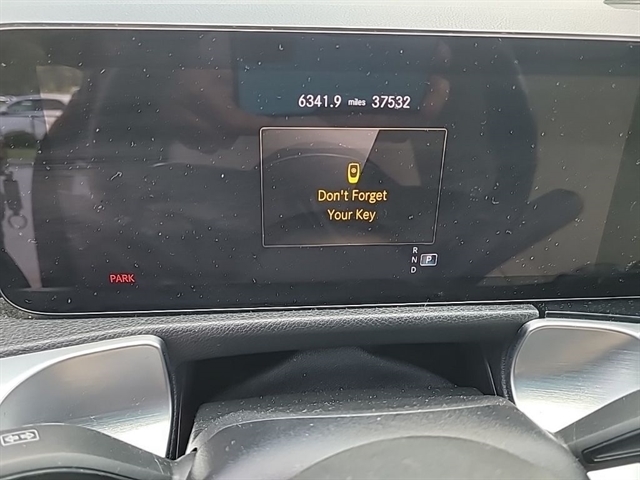 6341.9 miles 37532
Don't Forget
Your Key
R
N P
D
PARK